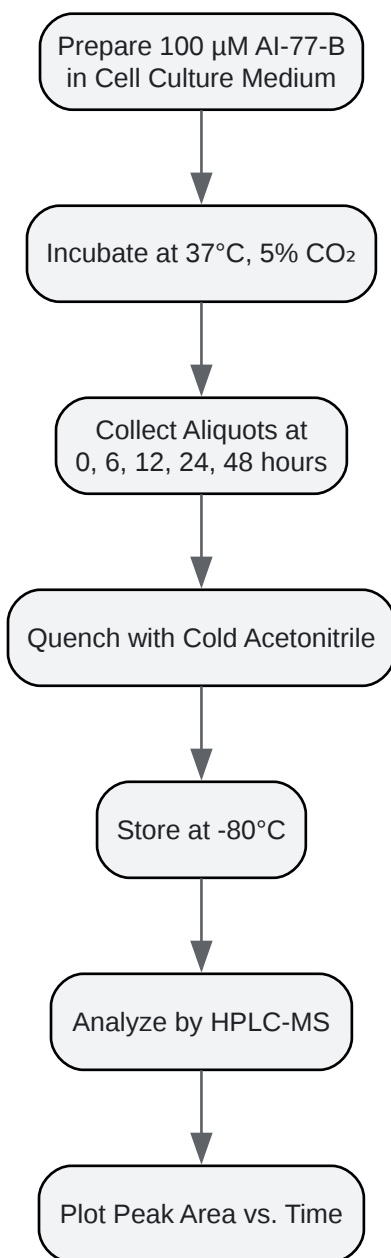 Prepare 100 µM AI-77-B
in Cell Culture Medium
Incubate at 37°C, 5% CO₂
Collect Aliquots at
0, 6, 12, 24, 48 hours
Quench with Cold Acetonitrile
Store at -80°C
Analyze by HPLC-MS
Plot Peak Area vs. Time